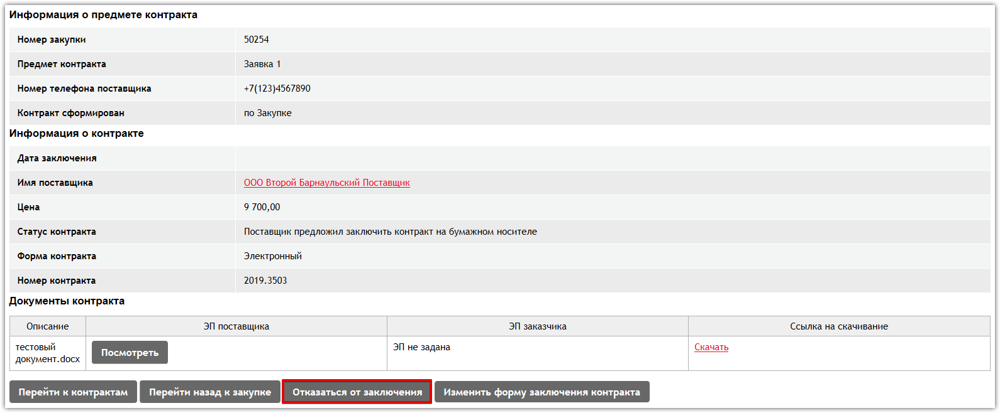 Информация о предмете контракта
Номер закупки 50254
Предмет контракта Заявка 1
Номер телефона поставщика +7(123)4567890
Контракт сформирован по Закупке
Информация о контракте
Дата заключения
Имя поставщика ООО Второй Барнаульский Поставщик
Цена 9 700,00
Статус контракта Поставщик предложил заключить контракт на бумажном носителе
Форма контракта Электронный
Номер контракта 2019.3503
Документы контракта
Описание ЭП поставщика ЭП заказчика Ссылка на скачивание
тестовый
документ.docx Посмотреть ЭП не задана Скачать
Перейти к контрактам Перейти назад к закупке Отказаться от заключения Изменить форму заключения контракта